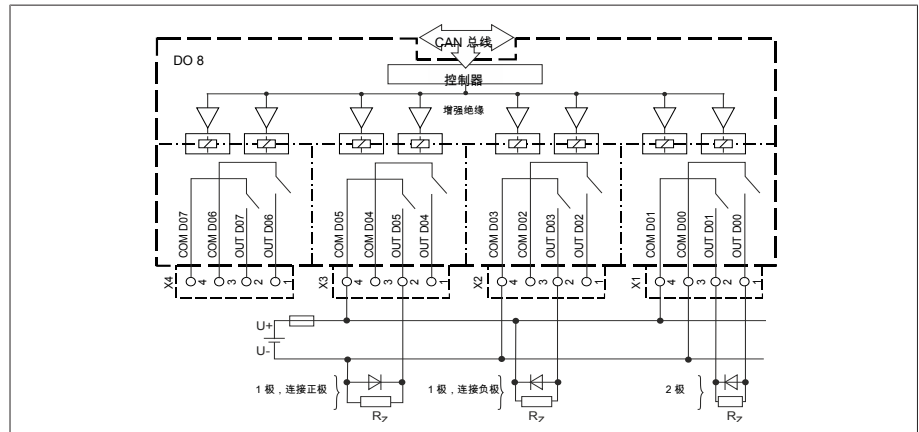 CAN 总线
DO 8
控制器
增强绝缘
COM D07
COM D06
OUT D07
OUT D06
COM D05
COM D04
OUT D05
OUT D04
COM D03
COM D02
OUT D03
OUT D02
COM D01
COM D00
OUT D01
OUT D00
X4
4
3
2
1
X3
4
3
2
1
X2
4
3
2
1
X1
4
3
2
1
U+
U-
1 极，连接正极
1 极，连接负极
2 极
RZ
RZ
RZ